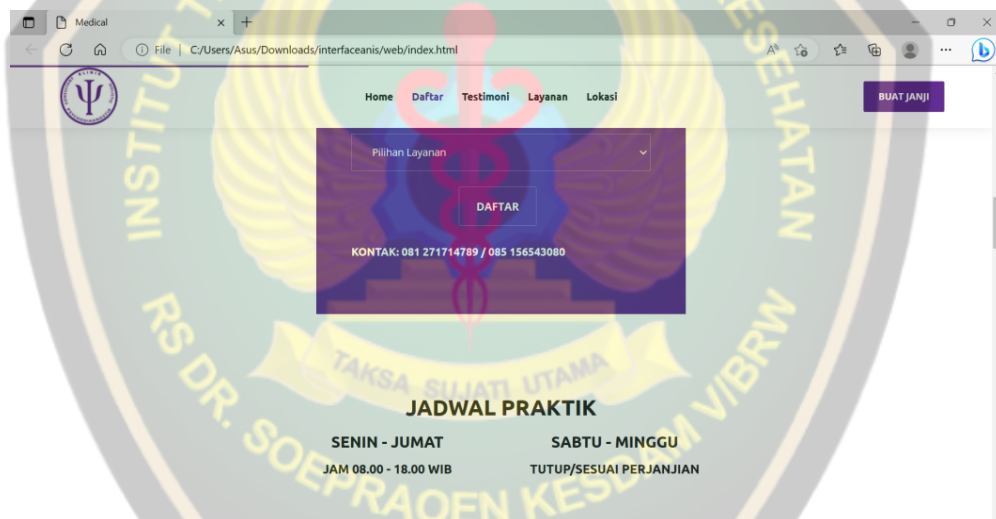 Medical
File | C:/Users/Asus/Downloads/interfaceanis/web/index.html
KLINIK
Home Daftar Testimoni Layanan Lokasi
BUAT JANJI
Pilihan Layanan
DAFTAR
KONTAK: 081 271714789 / 085 156543080
JADWAL PRAKTIK
SENIN - JUMAT SABTU - MINGGU
JAM 08.00 - 18.00 WIB TUTUP/SESUAI PERJANJIAN
INSTITUT
KESEHATAN
RS DR. SOEPRAOEN KESDAM V/BRW
TAKSA SUJATI UTAMA